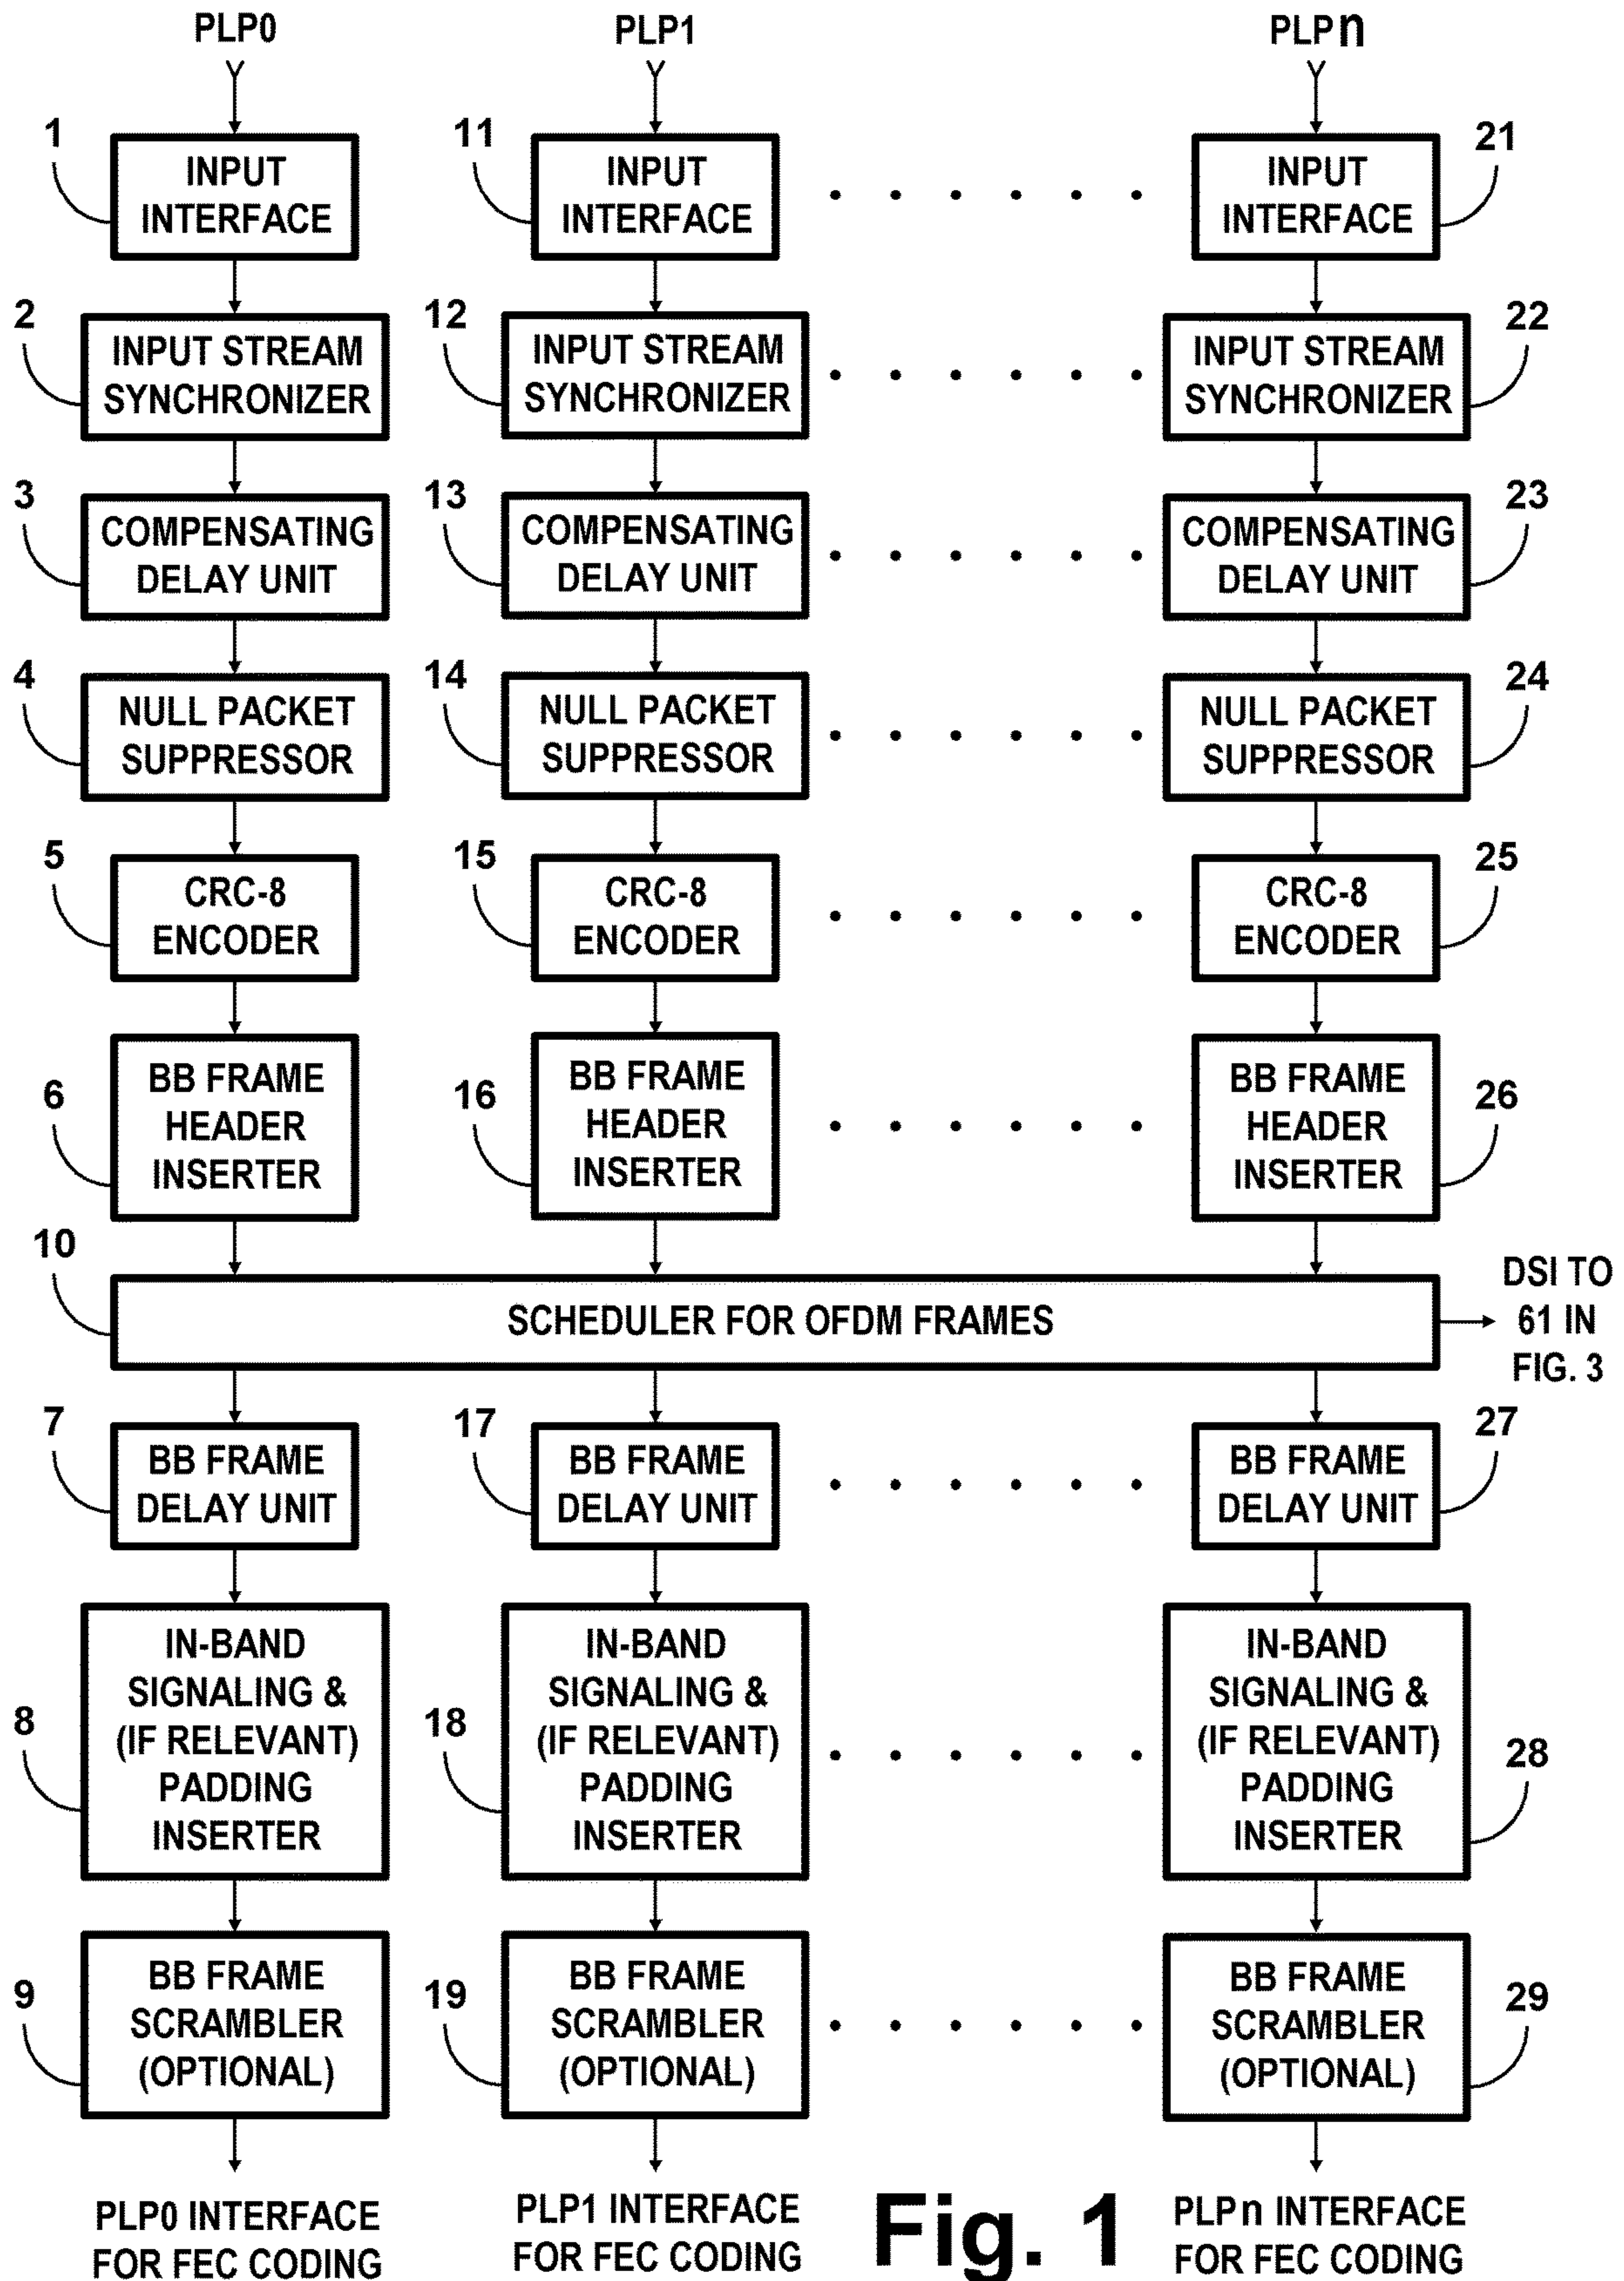 PLP0
PLP1
PLPn
1
INPUT
INTERFACE
11
INPUT
INTERFACE
INPUT
INTERFACE
21
2
INPUT STREAM
SYNCHRONIZER
12
INPUT STREAM
SYNCHRONIZER
INPUT STREAM
SYNCHRONIZER
22
3
COMPENSATING
DELAY UNIT
13
COMPENSATING
DELAY UNIT
COMPENSATING
DELAY UNIT
23
4
NULL PACKET
SUPPRESSOR
14
NULL PACKET
SUPPRESSOR
NULL PACKET
SUPPRESSOR
24
5
CRC-8
ENCODER
15
CRC-8
ENCODER
CRC-8
ENCODER
25
6
BB FRAME
HEADER
INSERTER
16
BB FRAME
HEADER
INSERTER
BB FRAME
HEADER
INSERTER
26
10
SCHEDULER FOR OFDM FRAMES
DSI TO
61 IN
FIG. 3
7
BB FRAME
DELAY UNIT
17
BB FRAME
DELAY UNIT
BB FRAME
DELAY UNIT
27
8
IN-BAND
SIGNALING &
(IF RELEVANT)
PADDING
INSERTER
18
IN-BAND
SIGNALING &
(IF RELEVANT)
PADDING
INSERTER
IN-BAND
SIGNALING &
(IF RELEVANT)
PADDING
INSERTER
28
9
BB FRAME
SCRAMBLER
(OPTIONAL)
19
BB FRAME
SCRAMBLER
(OPTIONAL)
BB FRAME
SCRAMBLER
(OPTIONAL)
29
PLP0 INTERFACE
FOR FEC CODING
PLP1 INTERFACE
FOR FEC CODING
Fig. 1
PLPn INTERFACE
FOR FEC CODING